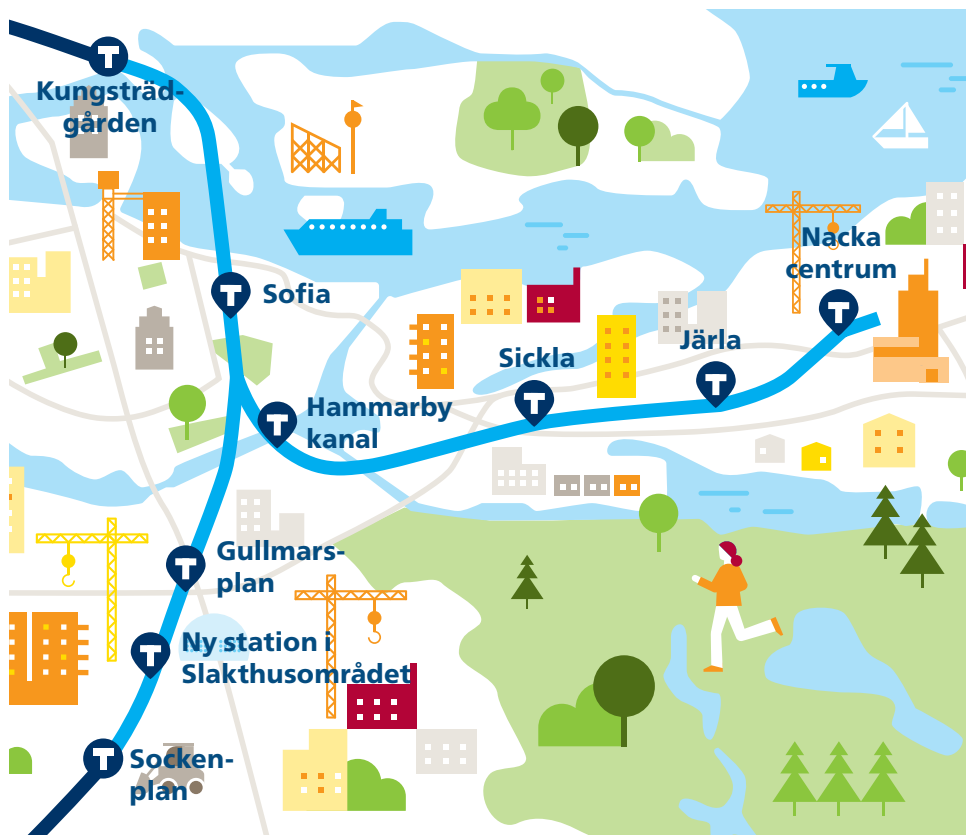 Kungsträd-
gården
Nacka
centrum
Sofia
Järla
Sickla
Hammarby
kanal
Gullmars-
plan
Ny station i
Slakthusområdet
Socken-
plan